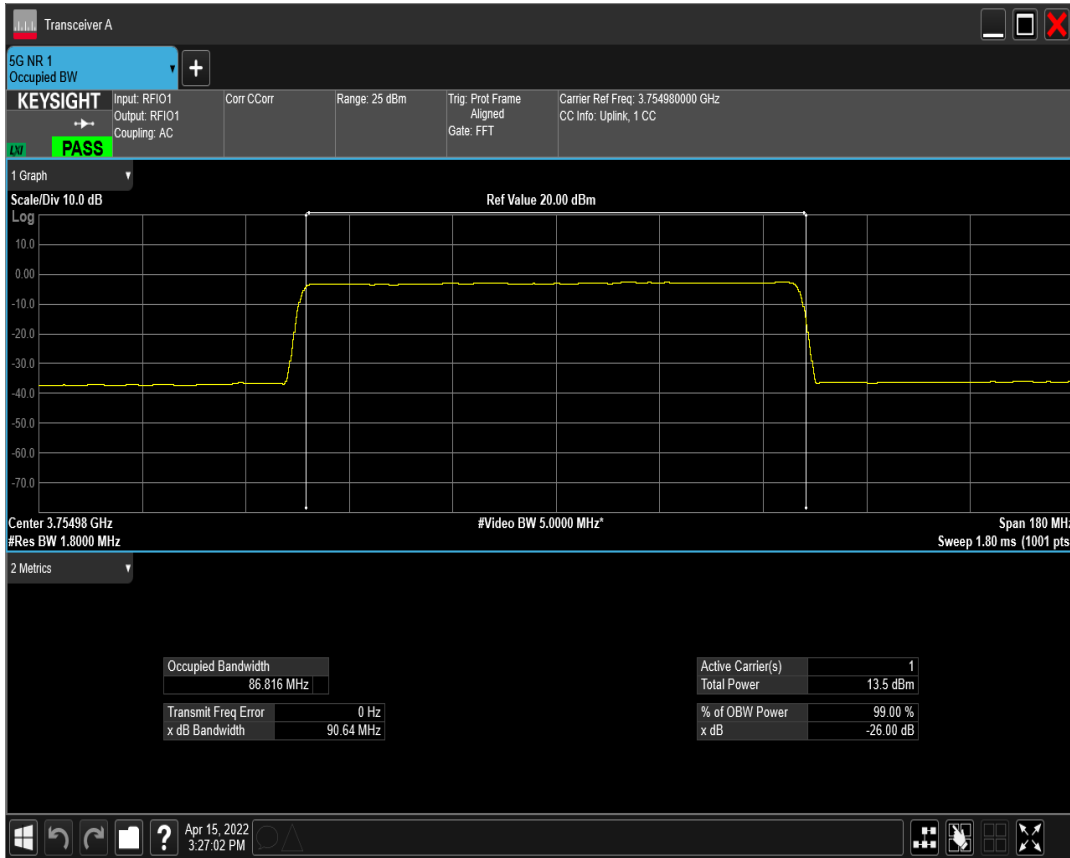 Transceiver A
5G NR 1
Occupied BW
+
KEYSIGHT
Input: RFIO1
Output: RFIO1
Coupling: AC
LXI
PASS
Corr CCorr
Range: 25 dBm
Trig: Prot Frame
Aligned
Gate: FFT
Carrier Ref Freq: 3.754980000 GHz
CC Info: Uplink, 1 CC
1 Graph
Scale/Div 10.0 dB
Ref Value 20.00 dBm
Log
10.0
0.00
-10.0
-20.0
-30.0
-40.0
-50.0
-60.0
-70.0
Center 3.75498 GHz
#Video BW 5.0000 MHz*
Span 180 MHz
#Res BW 1.8000 MHz
Sweep 1.80 ms (1001 pts
2 Metrics
Occupied Bandwidth
86.816 MHz
Transmit Freq Error 0 Hz
x dB Bandwidth 90.64 MHz
Active Carrier(s) 1
Total Power 13.5 dBm
% of OBW Power 99.00 %
x dB -26.00 dB
?
Apr 15, 2022
3:27:02 PM